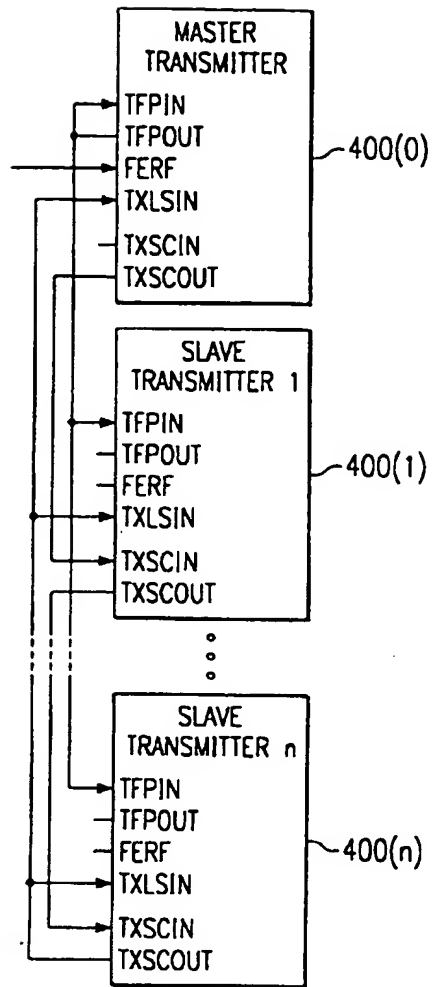 MASTER
TRANSMITTER
TFPIN
TFPOUT
FERF
TXLSIN
TXSCIN
TXSCOUT
400(0)
SLAVE
TRANSMITTER 1
TFPIN
TFPOUT
FERF
TXLSIN
TXSCIN
TXSCOUT
400(1)
SLAVE
TRANSMITTER n
TFPIN
TFPOUT
FERF
TXLSIN
TXSCIN
TXSCOUT
400(n)